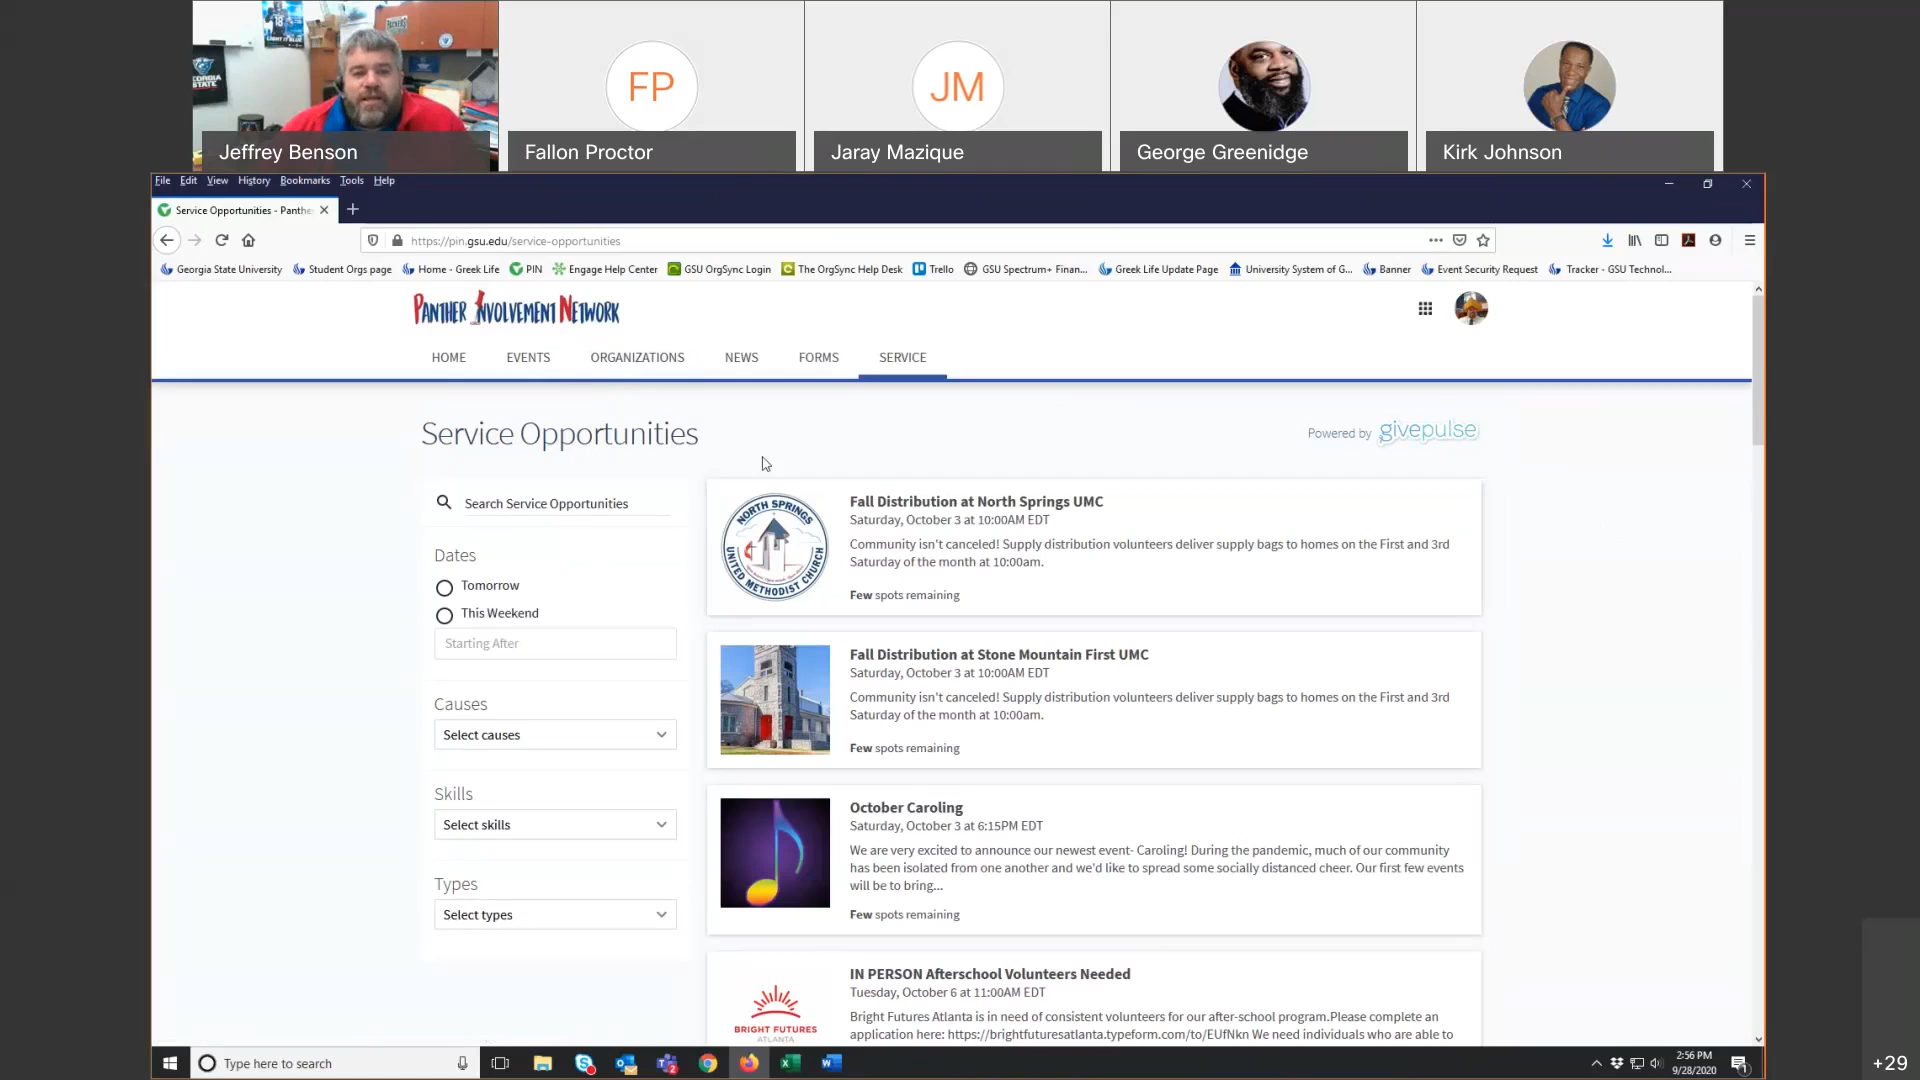 18
LIGHT IT BLUE
GEORGIA
STATE
FP
JM
Jeffrey Benson
Fallon Proctor
Jaray Mazique
George Greenidge
Kirk Johnson
File Edit View History Bookmarks Tools Help
Service Opportunities - Panthe
https://pin.gsu.edu/service-opportunities
Georgia State University Student Orgs page Home - Greek Life PIN Engage Help Center GSU OrgSync Login The OrgSync Help Desk Trello GSU Spectrum+ Finan... Greek Life Update Page University System of G... Banner Event Security Request Tracker - GSU Technol...
PANTHER INVOLVEMENT NETWORK
HOME EVENTS ORGANIZATIONS NEWS FORMS SERVICE
Service Opportunities
Powered by givepulse
Search Service Opportunities
Dates
Tomorrow
This Weekend
Starting After
Causes
Select causes
Skills
Select skills
Types
Select types
NORTH SPRINGS
UNITED METHODIST CHURCH
Fall Distribution at North Springs UMC
Saturday, October 3 at 10:00AM EDT
Community isn't canceled! Supply distribution volunteers deliver supply bags to homes on the First and 3rd
Saturday of the month at 10:00am.
Few spots remaining
Fall Distribution at Stone Mountain First UMC
Saturday, October 3 at 10:00AM EDT
Community isn't canceled! Supply distribution volunteers deliver supply bags to homes on the First and 3rd
Saturday of the month at 10:00am.
Few spots remaining
October Caroling
Saturday, October 3 at 6:15PM EDT
We are very excited to announce our newest event- Caroling! During the pandemic, much of our community
has been isolated from one another and we'd like to spread some socially distanced cheer. Our first few events
will be to bring...
Few spots remaining
BRIGHT FUTURES
ATLANTA
IN PERSON Afterschool Volunteers Needed
Tuesday, October 6 at 11:00AM EDT
Bright Futures Atlanta is in need of consistent volunteers for our after-school program.Please complete an
application here: https://brightfuturesatlanta.typeform.com/to/EUfNkn We need individuals who are able to
Type here to search
2:56 PM
9/28/2020
+29